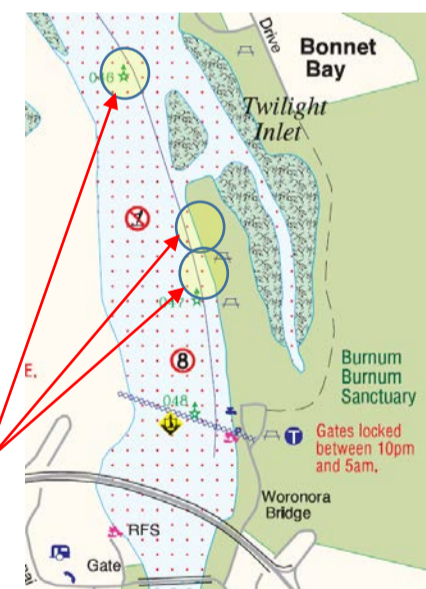 Drive
Bonnet
Bay
046
Twilight
Inlet
047
8
E.
Burnum
Burnum
Sanctuary
048
T
Gates locked
between 10pm
and 5am.
Woronora
Bridge
RFS
Gate